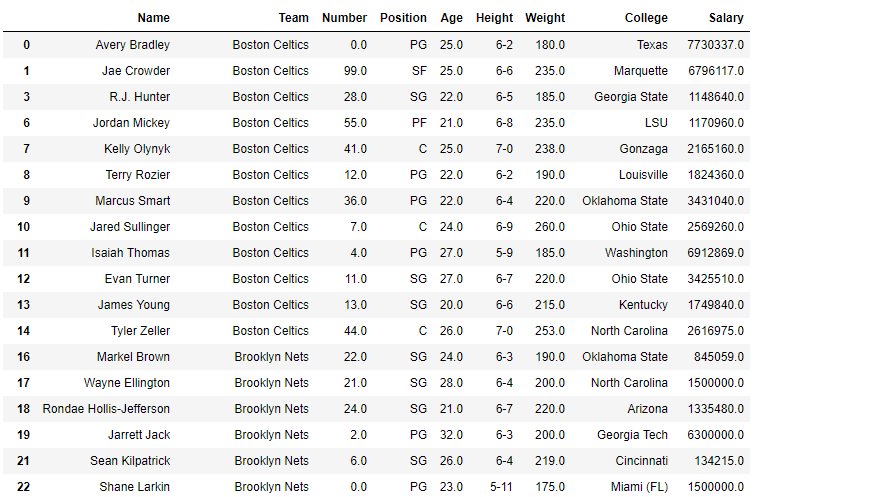 Name Team Number Position Age Height Weight College Salary
0 Avery Bradley Boston Celtics 0.0 PG 25.0 6-2 180.0 Texas 7730337.0
1 Jae Crowder Boston Celtics 99.0 SF 25.0 6-6 235.0 Marquette 6796117.0
3 R.J. Hunter Boston Celtics 28.0 SG 22.0 6-5 185.0 Georgia State 1148640.0
6 Jordan Mickey Boston Celtics 55.0 PF 21.0 6-8 235.0 LSU 1170960.0
7 Kelly Olynyk Boston Celtics 41.0 C 25.0 7-0 238.0 Gonzaga 2165160.0
8 Terry Rozier Boston Celtics 12.0 PG 22.0 6-2 190.0 Louisville 1824360.0
9 Marcus Smart Boston Celtics 36.0 PG 22.0 6-4 220.0 Oklahoma State 3431040.0
10 Jared Sullinger Boston Celtics 7.0 C 24.0 6-9 260.0 Ohio State 2569260.0
11 Isaiah Thomas Boston Celtics 4.0 PG 27.0 5-9 185.0 Washington 6912869.0
12 Evan Turner Boston Celtics 11.0 SG 27.0 6-7 220.0 Ohio State 3425510.0
13 James Young Boston Celtics 13.0 SG 20.0 6-6 215.0 Kentucky 1749840.0
14 Tyler Zeller Boston Celtics 44.0 C 26.0 7-0 253.0 North Carolina 2616975.0
16 Markel Brown Brooklyn Nets 22.0 SG 24.0 6-3 190.0 Oklahoma State 845059.0
17 Wayne Ellington Brooklyn Nets 21.0 SG 28.0 6-4 200.0 North Carolina 1500000.0
18 Rondae Hollis-Jefferson Brooklyn Nets 24.0 SG 21.0 6-7 220.0 Arizona 1335480.0
19 Jarrett Jack Brooklyn Nets 2.0 PG 32.0 6-3 200.0 Georgia Tech 6300000.0
21 Sean Kilpatrick Brooklyn Nets 6.0 SG 26.0 6-4 219.0 Cincinnati 134215.0
22 Shane Larkin Brooklyn Nets 0.0 PG 23.0 5-11 175.0 Miami (FL) 1500000.0